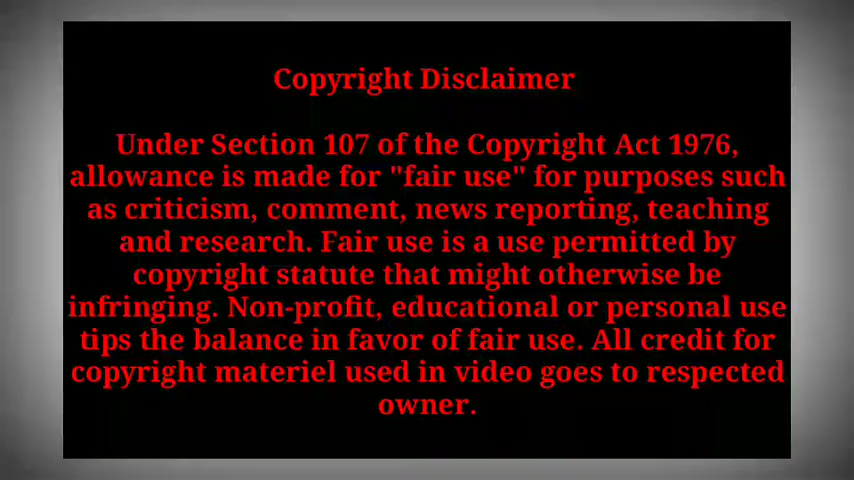 Copyright Disclaimer
Under Section 107 of the Copyright Act 1976,
allowance is made for "fair use" for purposes such
as criticism, comment, news reporting, teaching
and research. Fair use is a use permitted by
copyright statute that might otherwise be
infringing. Non-profit, educational or personal use
tips the balance in favor of fair use. All credit for
copyright materiel used in video goes to respected
owner.